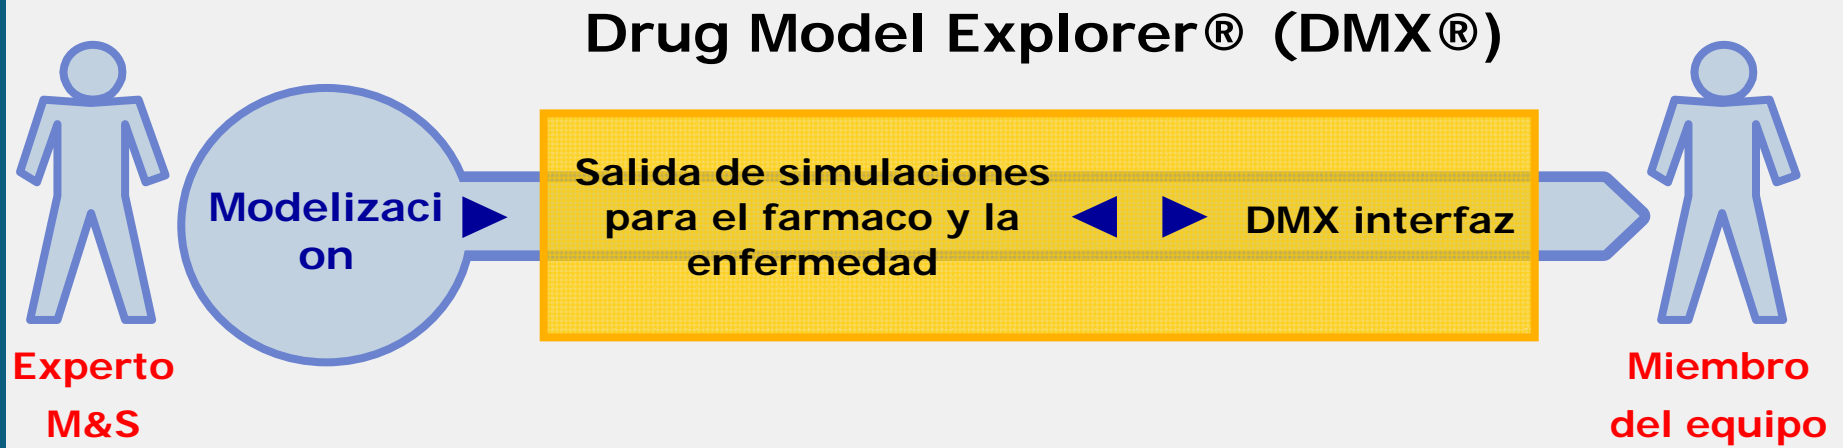 Drug Model Explorer® (DMX®)
Modelizaci
on
Salida de simulaciones
para el farmaco y la
enfermedad
DMX interfaz
Experto
M&S
Miembro
del equipo